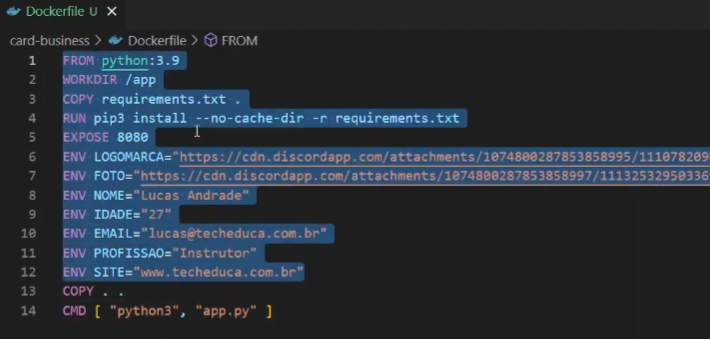 Dockerfile U ×
card-business > Dockerfile > FROM
1 FROM python:3.9
2 WORKDIR /app
3 COPY requirements.txt .
4 RUN pip3 install --no-cache-dir -r requirements.txt
5 EXPOSE 8080
6 ENV LOGOMARCA="https://cdn.discordapp.com/attachments/1074800287853858995/111078209
7 ENV FOTO="https://cdn.discordapp.com/attachments/1074800287853858997/11132532950336
8 ENV NOME="Lucas Andrade"
9 ENV IDADE="27"
10 ENV EMAIL="lucas@techeduca.com.br"
11 ENV PROFISSAO="Instrutor"
12 ENV SITE="www.techeduca.com.br"
13 COPY . .
14 CMD [ "python3", "app.py" ]